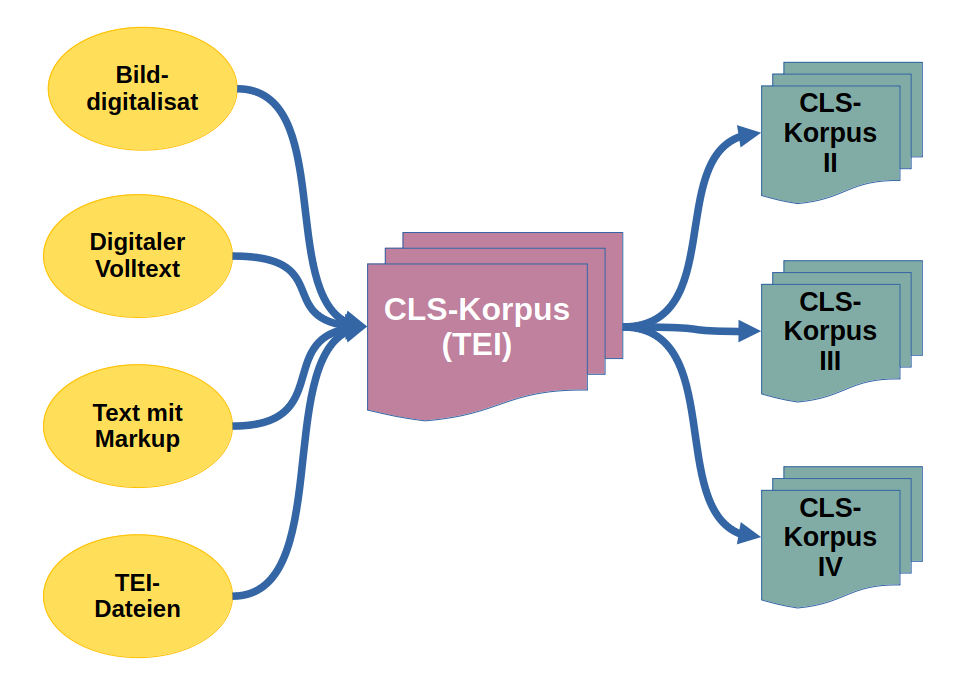 Bild-
digitalisat
Digitaler
Volltext
Text mit
Markup
TEI-
Dateien
CLS-Korpus
(TEI)
CLS-
Korpus
II
CLS-
Korpus
III
CLS-
Korpus
IV